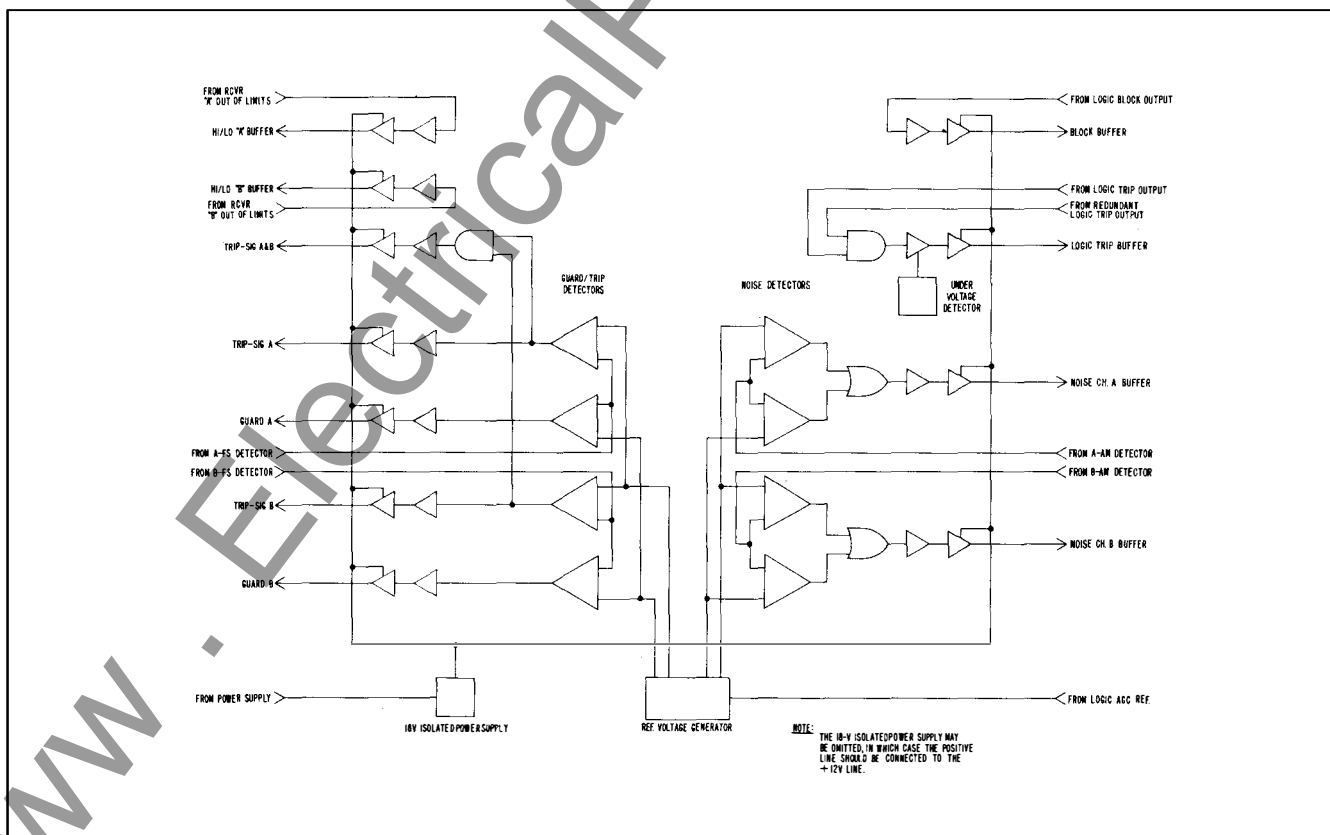 FROM RCVR
"A" OUT OF LIMITS
HI/LO "A" BUFFER
HI/LO "B" BUFFER
FROM RCVR
"B" OUT OF LIMITS
TRIP-SIG A&B
GUARD/TRIP
DETECTORS
TRIP-SIG A
GUARD A
FROM A-FS DETECTOR
FROM B-FS DETECTOR
TRIP-SIG B
GUARD B
FROM POWER SUPPLY
18V ISOLATED POWER SUPPLY
REF. VOLTAGE GENERATOR
FROM LOGIC BLOCK OUTPUT
BLOCK BUFFER
FROM LOGIC TRIP OUTPUT
FROM REDUNDANT
LOGIC TRIP OUTPUT
LOGIC TRIP BUFFER
NOISE DETECTORS
UNDER
VOLTAGE
DETECTOR
NOISE CH. A BUFFER
FROM A-AM DETECTOR
FROM B-AM DETECTOR
NOISE CH. B BUFFER
FROM LOGIC AGC REF.
NOTE:
THE 18-V ISOLATED POWER SUPPLY MAY
BE OMITTED, IN WHICH CASE THE POSITIVE
LINE SHOULD BE CONNECTED TO THE
+12V LINE.
ww . Electrical